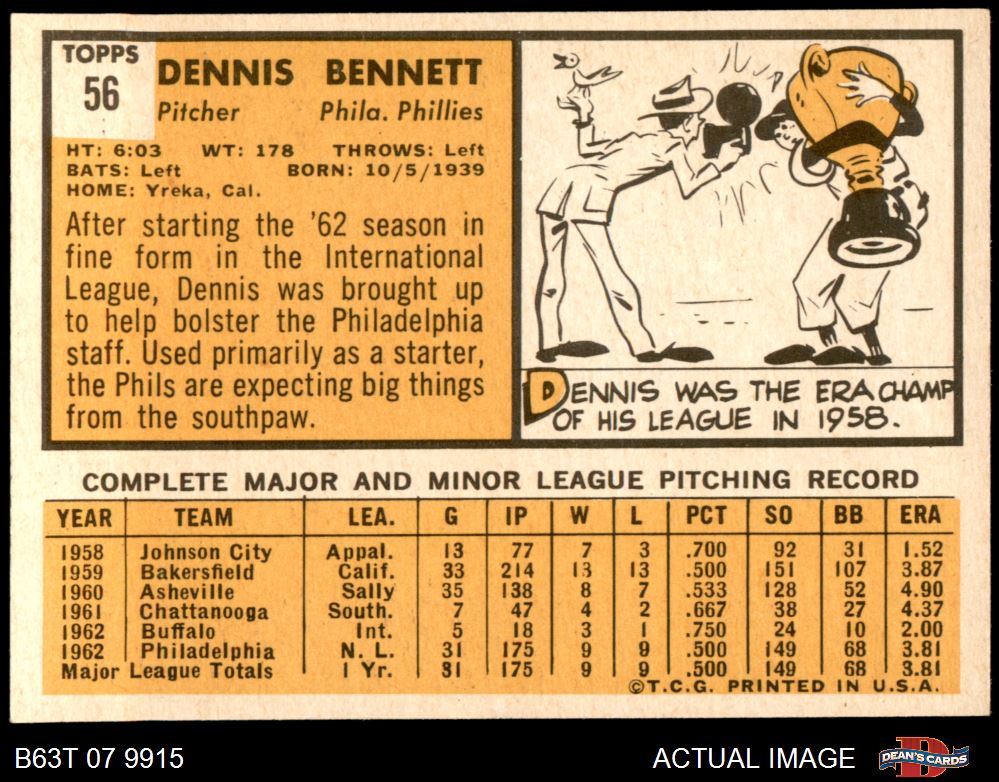 TOPPS
56
DENNIS BENNETT
Pitcher Phila. Phillies
HT: 6:03 WT: 178 THROWS: Left
BATS: Left BORN: 10/5/1939
HOME: Yreka, Cal.
After starting the '62 season in
fine form in the International
League, Dennis was brought up
to help bolster the Philadelphia
staff. Used primarily as a starter,
the Phils are expecting big things
from the southpaw.
DENNIS WAS THE ERA CHAMP
OF HIS LEAGUE IN 1958.
COMPLETE MAJOR AND MINOR LEAGUE PITCHING RECORD
YEAR TEAM LEA. G IP W L PCT SO BB ERA
1958 Johnson City Appal. 13 77 7 3 .700 92 31 1.52
1959 Bakersfield Calif. 33 214 13 13 .500 151 107 3.87
1960 Asheville Sally 35 138 8 7 .533 128 52 4.90
1961 Chattanooga South. 7 47 4 2 .667 38 27 4.37
1962 Buffalo Int. 5 18 3 1 .750 24 10 2.00
1962 Philadelphia N. L. 31 175 9 9 .500 149 68 3.81
Major League Totals 1 Yr. 31 175 9 9 .500 149 68 3.81
©T.C.G. PRINTED IN U.S.A.
B63T 07 9915 ACTUAL IMAGE DEAN'S CARDS